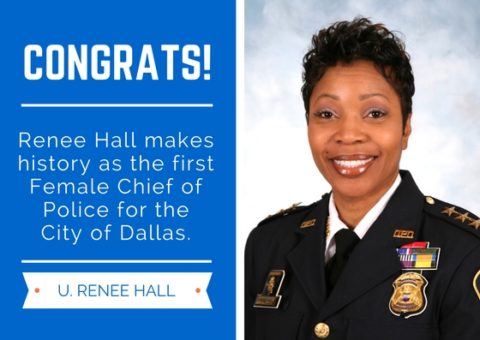 CONGRATS!
Renee Hall makes
history as the first
Female Chief of
Police for the
City of Dallas.
U. RENEE HALL